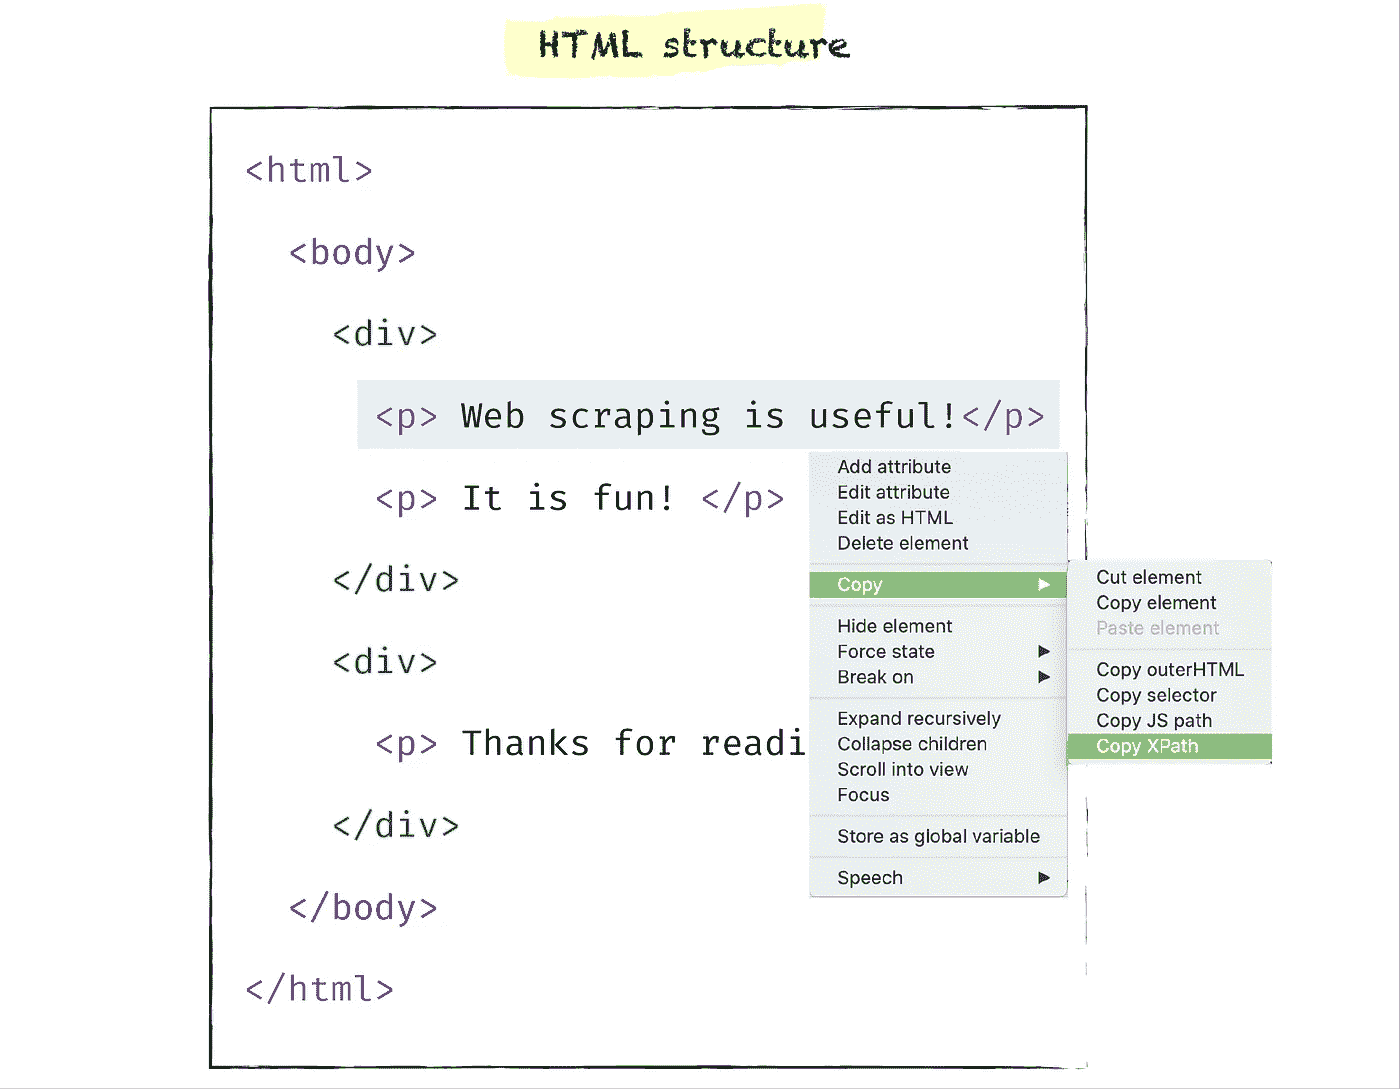 HTML structure
<html>
<body>
<div>
<p> Web scraping is useful!</p>
<p> It is fun! </p>
</div>
<div>
<p> Thanks for readi
</div>
</body>
</html>
Add attribute
Edit attribute
Edit as HTML
Delete element
Copy
Hide element
Force state
Break on
Expand recursively
Collapse children
Scroll into view
Focus
Store as global variable
Speech
Cut element
Copy element
Paste element
Copy outerHTML
Copy selector
Copy JS path
Copy XPath